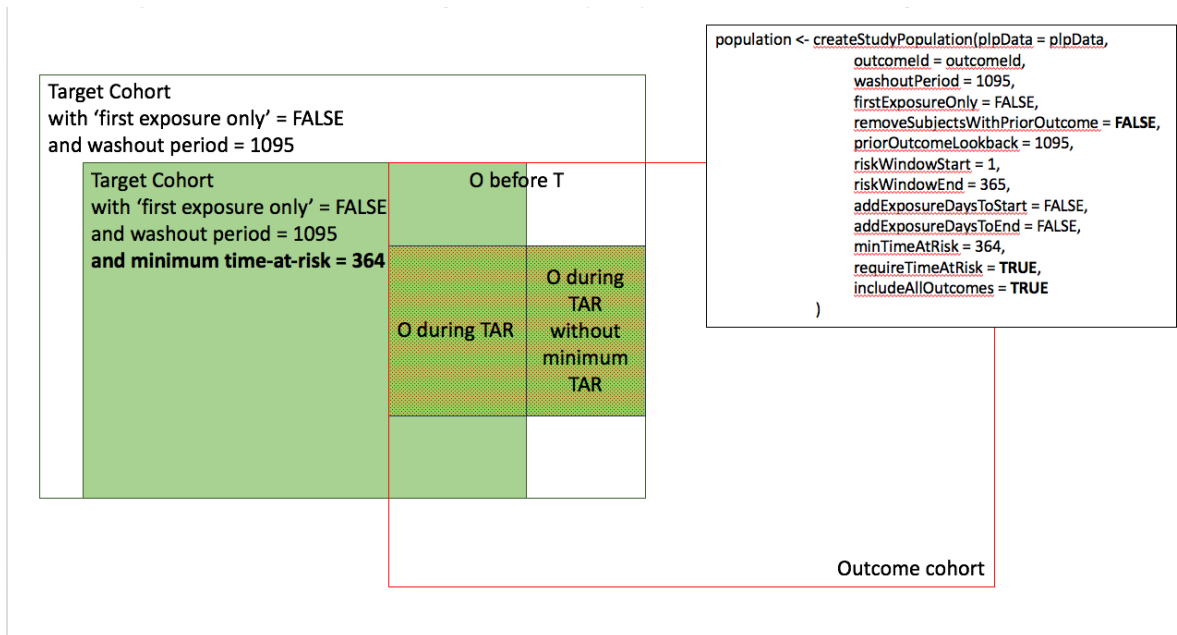 population <- createStudyPopulation(plpData = plpData,
outcomeId = outcomeId,
washoutPeriod = 1095,
firstExposureOnly = FALSE,
removeSubjectsWithPriorOutcome = FALSE,
priorOutcomeLookback = 1095,
riskWindowStart = 1,
riskWindowEnd = 365,
addExposureDaysToStart = FALSE,
addExposureDaysToEnd = FALSE,
minTimeAtRisk = 364,
requireTimeAtRisk = TRUE,
includeAllOutcomes = TRUE
)
Target Cohort
with ‘first exposure only’ = FALSE
and washout period = 1095
Target Cohort
with ‘first exposure only’ = FALSE
and washout period = 1095
and minimum time-at-risk = 364
O before T
O during TAR
O during
TAR
without
minimum
TAR
Outcome cohort